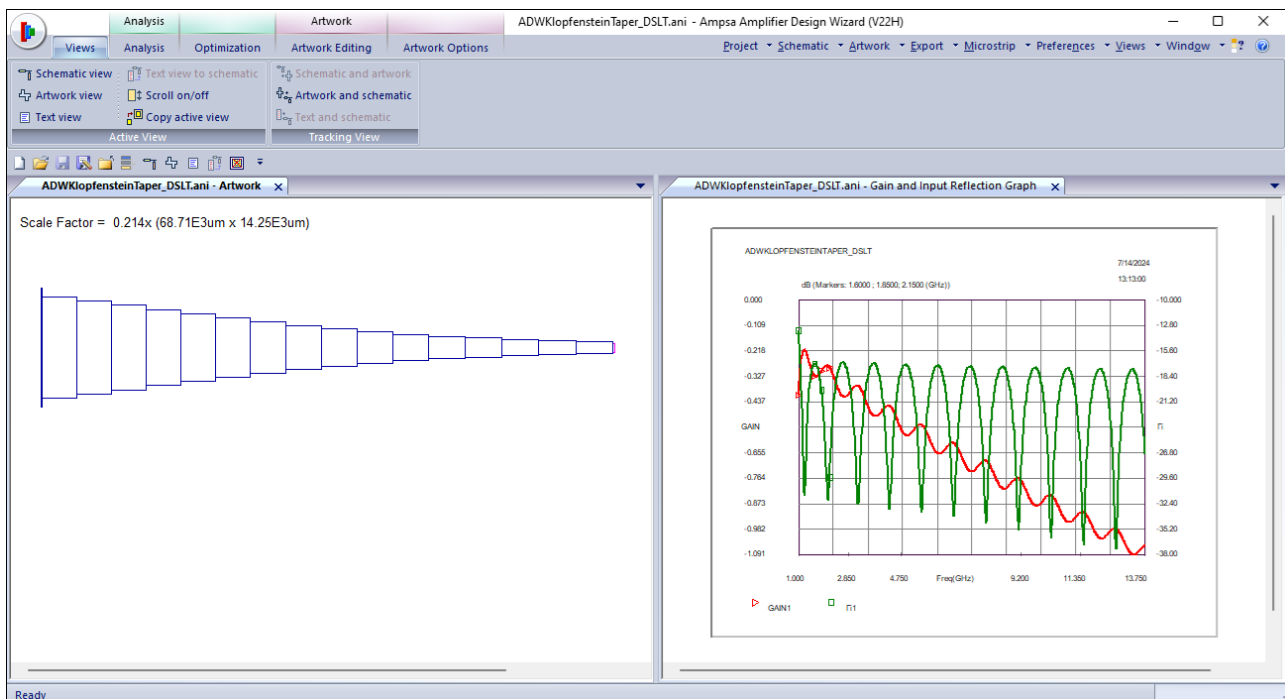 Analysis Artwork ADWKlopfensteinTaper_DSLT.ani - Ampsa Amplifier Design Wizard (V22H)
Views Analysis Optimization Artwork Editing Artwork Options Project Schematic Artwork Export Microstrip Preferences Views Window ?
Schematic view Text view to schematic Schematic and artwork
Artwork view Scroll on/off Artwork and schematic
Text view Copy active view Text and schematic
Active View Tracking View
ADWKlopfensteinTaper_DSLT.ani - Artwork x
ADWKlopfensteinTaper_DSLT.ani - Gain and Input Reflection Graph x
Scale Factor = 0.214x (68.71E3um x 14.25E3um)
ADWKLOPFENSTEINTAPER_DSLT
7/14/2024
13:13:00
dB (Markers: 1.6000 ; 1.8500; 2.1500 (GHz))
0.000 -10.000
-0.109 -12.80
-0.218 -15.60
-0.327 -18.40
-0.437 -21.20
GAIN Γi
-0.655 -26.80
-0.764 -29.60
-0.873 -32.40
-0.982 -35.20
-1.091 -38.00
1.000 2.850 4.750 Freq(GHz) 9.200 11.350 13.750
GAIN1 Γi1
Ready